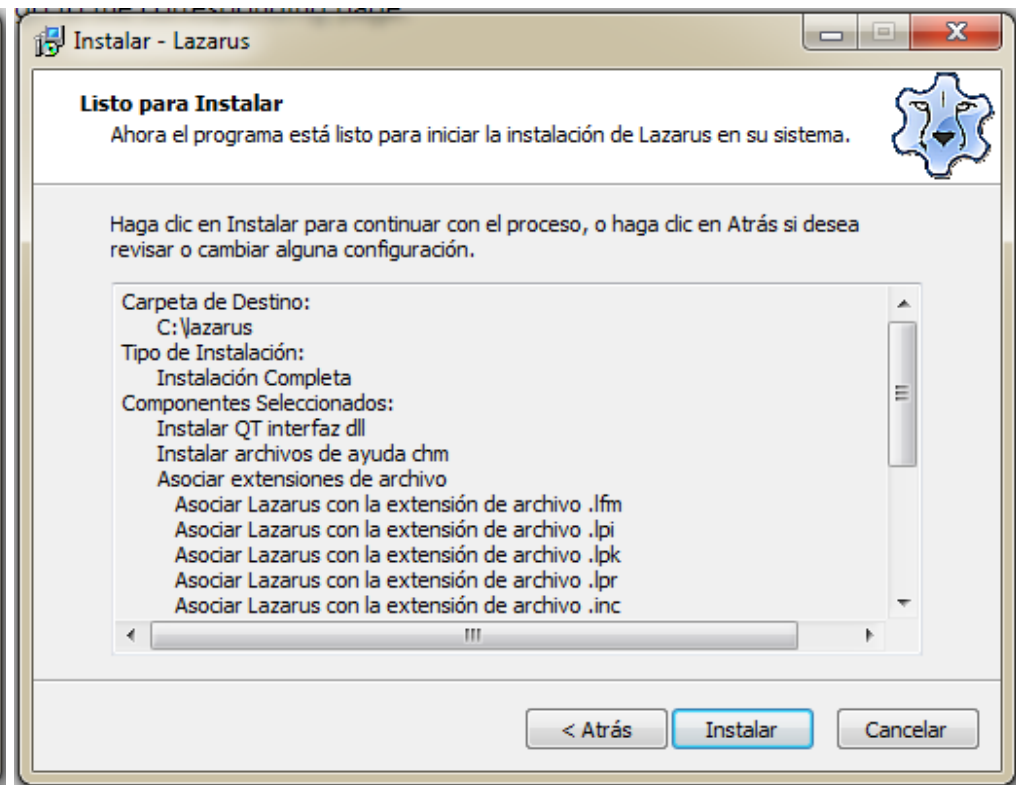 Instalar - Lazarus
Listo para Instalar
Ahora el programa está listo para iniciar la instalación de Lazarus en su sistema.
Haga clic en Instalar para continuar con el proceso, o haga clic en Atrás si desea
revisar o cambiar alguna configuración.
Carpeta de Destino:
C:\lazarus
Tipo de Instalación:
Instalación Completa
Componentes Seleccionados:
Instalar QT interfaz dll
Instalar archivos de ayuda chm
Asociar extensiones de archivo
Asociar Lazarus con la extensión de archivo .lfm
Asociar Lazarus con la extensión de archivo .lpi
Asociar Lazarus con la extensión de archivo .lpk
Asociar Lazarus con la extensión de archivo .lpr
Asociar Lazarus con la extensión de archivo .inc
< Atrás
Instalar
Cancelar